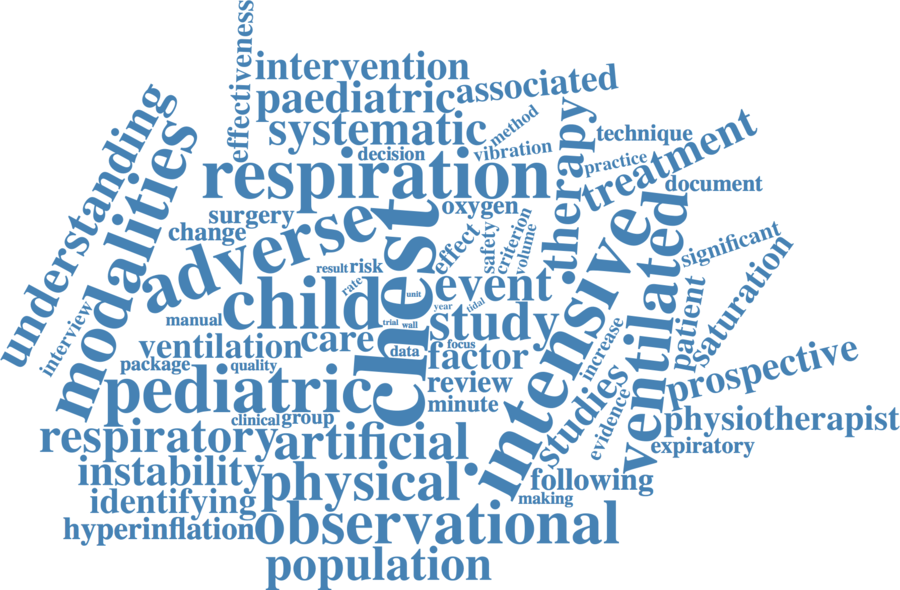 effectiveness
intervention
paediatric
associated
systematic
method
decision
vibration
therapy
technique
practice
treatment
document
respiration
understanding
modalities
surgery
change
adverse
oxygen
effect
safety
criterion
volume
significant
saturation
result
risk
rate
chest
unit
event
year
tidal
intensive
ventilated
patient
interview
manual
child
trial
wall
study
ventilation
care
data
focus
factor
increase
package
quality
pediatric
review
minute
studies
evidence
prospective
clinical
group
physiotherapist
respiratory
artificial
expiratory
instability
physical
following
making
identifying
hyperinflation
observational
population